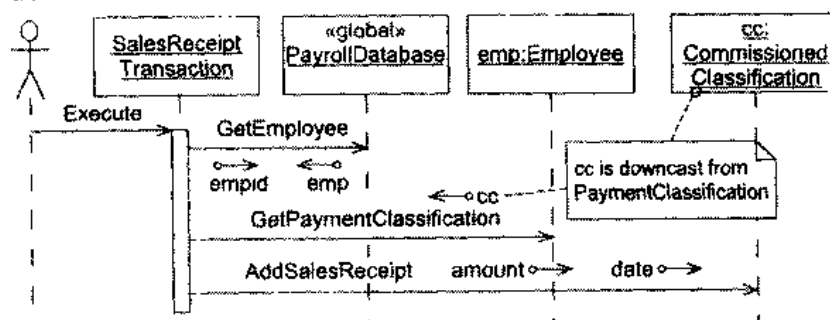 SalesReceipt
Transaction
«global»
PayrollDatabase
emp:Employee
cc:
Commissioned
Classification
Execute
GetEmployee
empid
emp
cc is downcast from
PaymentClassification
cc
GetPaymentClassification
AddSalesReceipt
amount
date